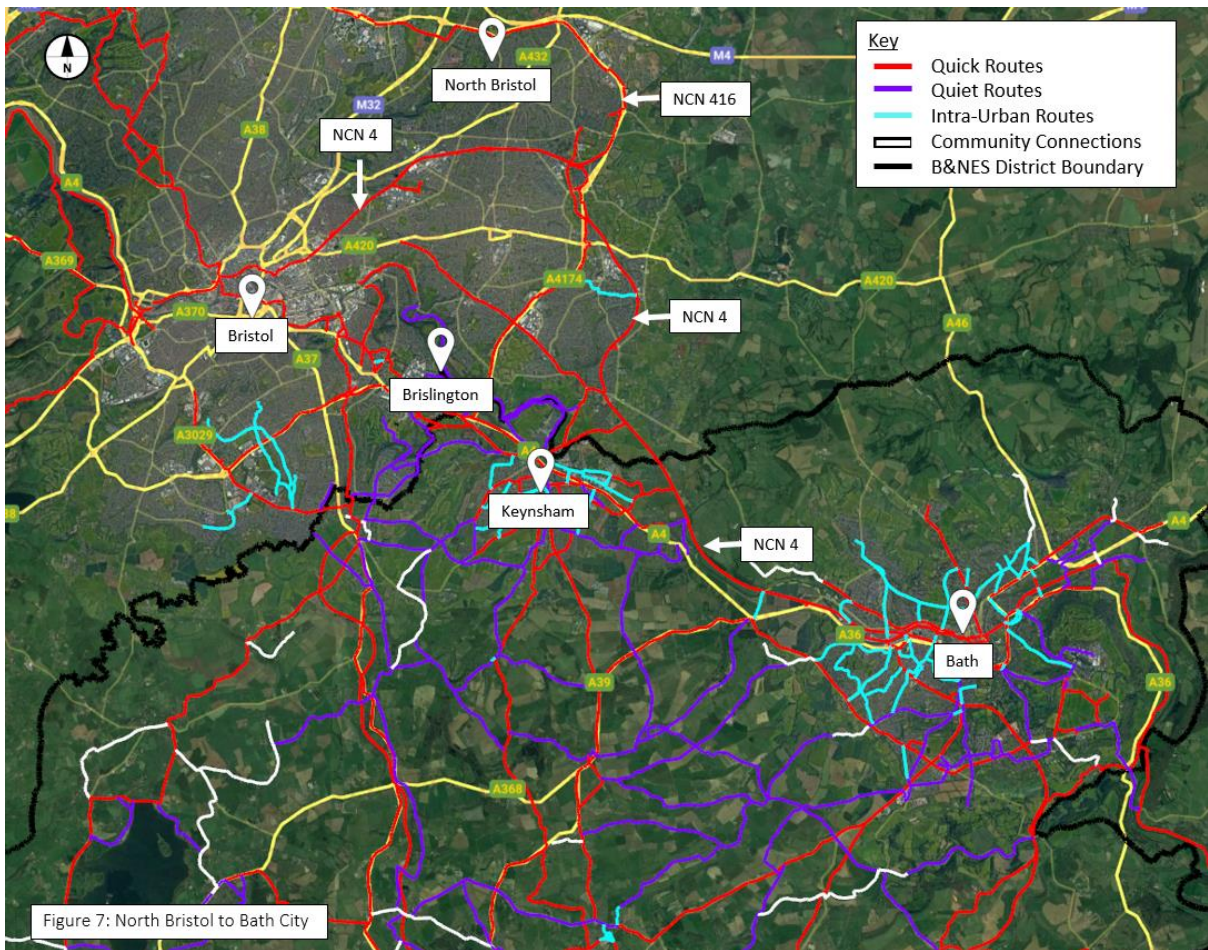 N
North Bristol
A432
M4
Key
Quick Routes
Quiet Routes
Intra-Urban Routes
Community Connections
B&NES District Boundary
NCN 416
M32
A38
NCN 4
A4
A420
A369
A4174
A420
A46
NCN 4
A370
Bristol
A37
Brislington
A3029
Keynsham
A4
NCN 4
A4
A36
Bath
A39
A36
A368
Figure 7: North Bristol to Bath City